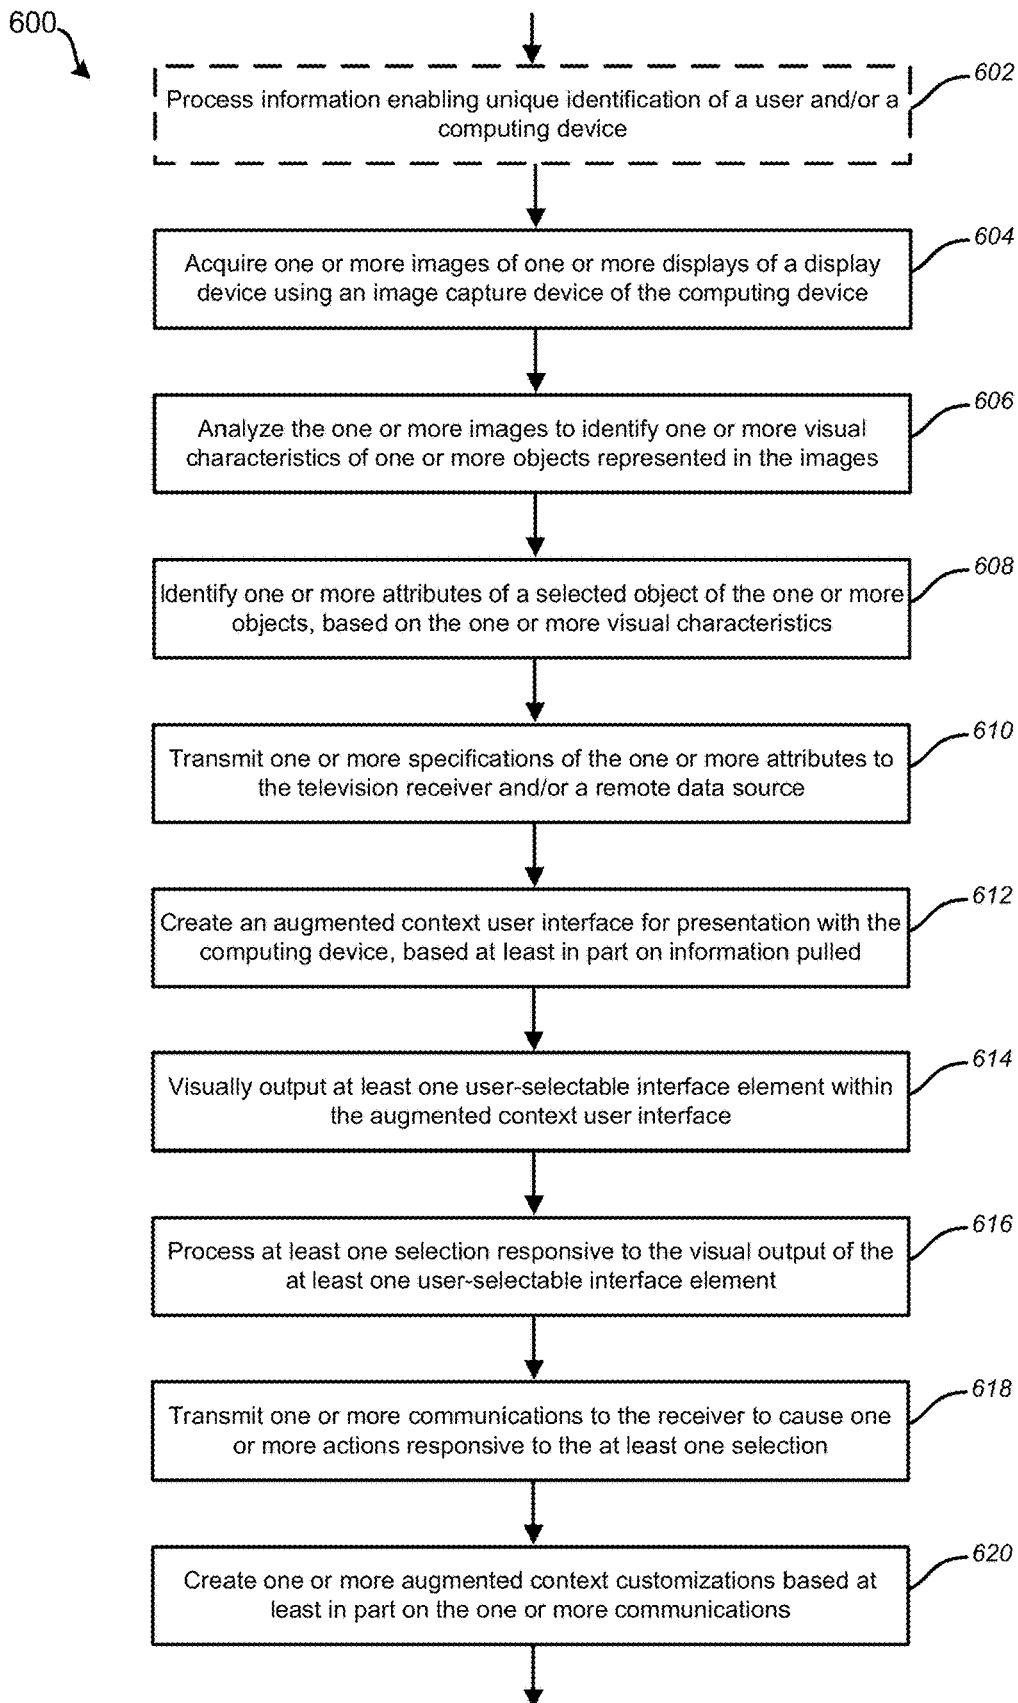 600
602
Process information enabling unique identification of a user and/or a
computing device
604
Acquire one or more images of one or more displays of a display
device using an image capture device of the computing device
606
Analyze the one or more images to identify one or more visual
characteristics of one or more objects represented in the images
608
Identify one or more attributes of a selected object of the one or more
objects, based on the one or more visual characteristics
610
Transmit one or more specifications of the one or more attributes to
the television receiver and/or a remote data source
612
Create an augmented context user interface for presentation with the
computing device, based at least in part on information pulled
614
Visually output at least one user-selectable interface element within
the augmented context user interface
616
Process at least one selection responsive to the visual output of the
at least one user-selectable interface element
618
Transmit one or more communications to the receiver to cause one
or more actions responsive to the at least one selection
620
Create one or more augmented context customizations based at
least in part on the one or more communications